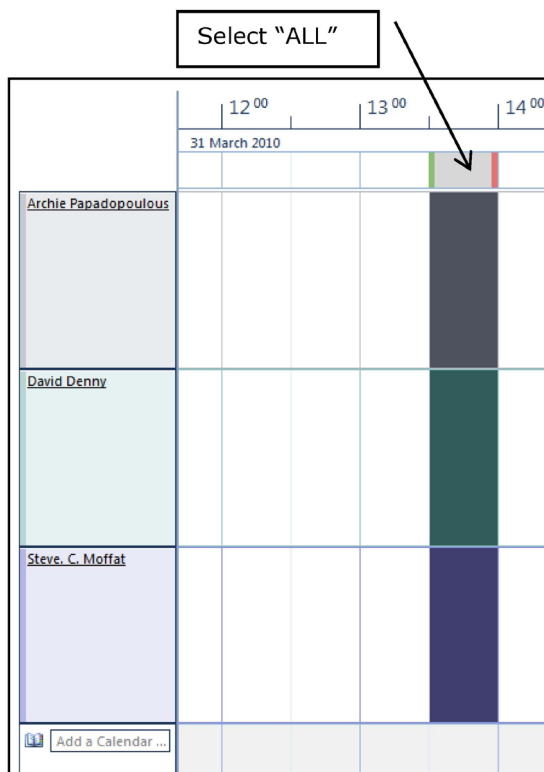 Select “ALL”
12 00 13 00 14 00
31 March 2010
Archie Papadopoulous
David Denny
Steve. C. Moffat
Add a Calendar ...